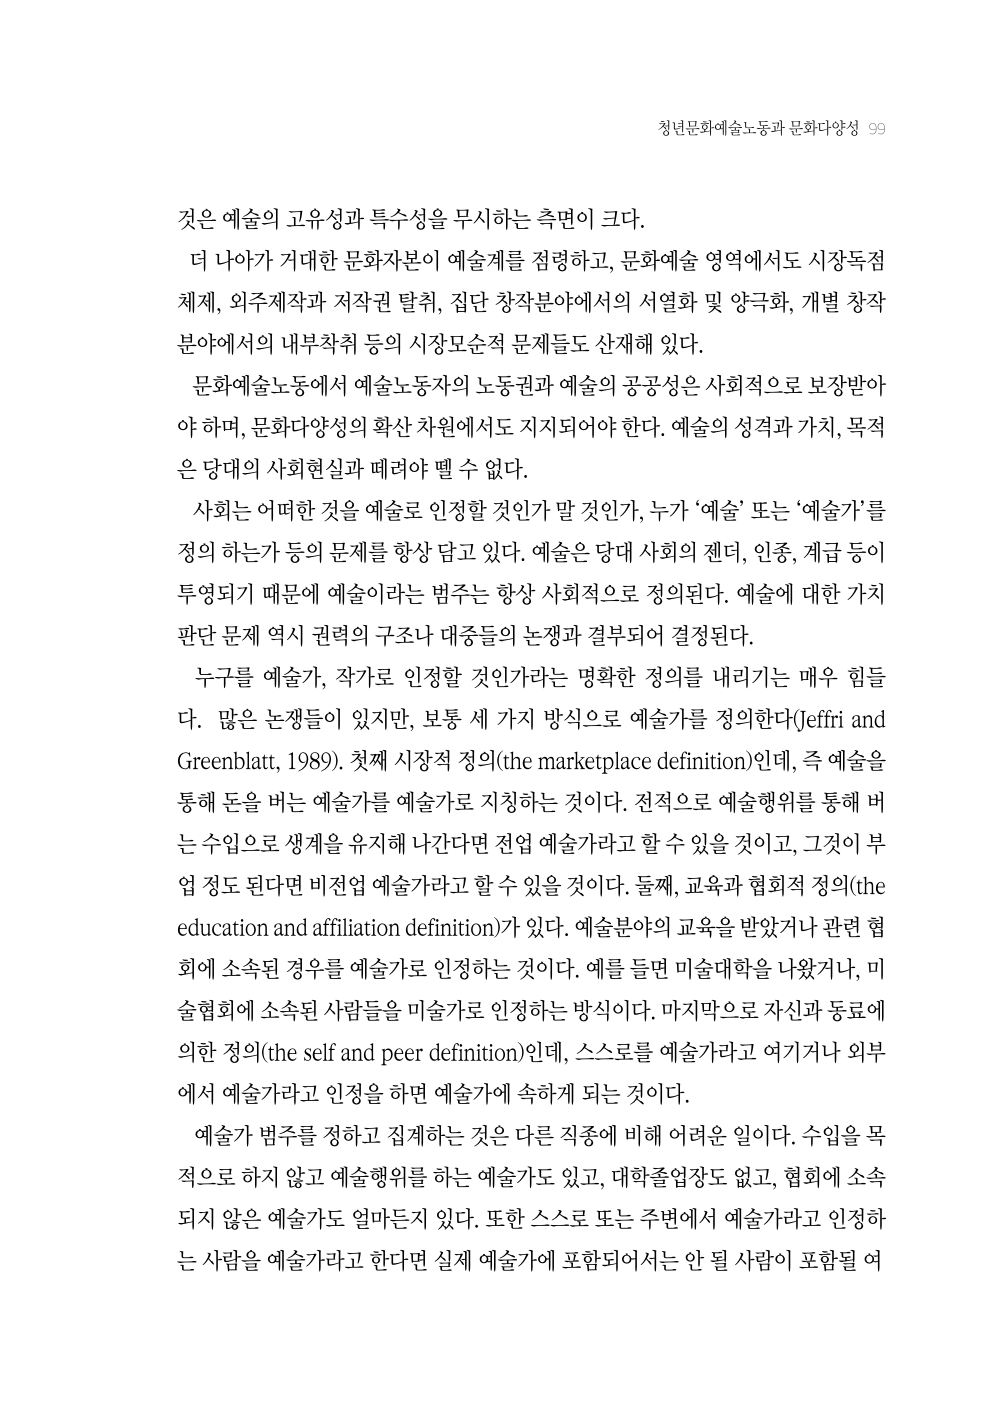 청년문화예술노동과 문화다양성 99
것은 예술의 고유성과 특수성을 무시하는 측면이 크다.
더 나아가 거대한 문화자본이 예술계를 점령하고, 문화예술 영역에서도 시장독점
체제, 외주제작과 저작권 탈취, 집단 창작분야에서의 서열화 및 양극화, 개별 창작
분야에서의 내부착취 등의 시장모순적 문제들도 산재해 있다.
문화예술노동에서 예술노동자의 노동권과 예술의 공공성은 사회적으로 보장받아
야 하며, 문화다양성의 확산 차원에서도 지지되어야 한다. 예술의 성격과 가치, 목적
은 당대의 사회현실과 떼려야 뗄 수 없다.
사회는 어떠한 것을 예술로 인정할 것인가 말 것인가, 누가 ‘예술’ 또는 ‘예술가’를
정의 하는가 등의 문제를 항상 담고 있다. 예술은 당대 사회의 젠더, 인종, 계급 등이
투영되기 때문에 예술이라는 범주는 항상 사회적으로 정의된다. 예술에 대한 가치
판단 문제 역시 권력의 구조나 대중들의 논쟁과 결부되어 결정된다.
누구를 예술가, 작가로 인정할 것인가라는 명확한 정의를 내리기는 매우 힘들
다. 많은 논쟁들이 있지만, 보통 세 가지 방식으로 예술가를 정의한다(Jeffri and
Greenblatt, 1989). 첫째 시장적 정의(the marketplace definition)인데, 즉 예술을
통해 돈을 버는 예술가를 예술가로 지칭하는 것이다. 전적으로 예술행위를 통해 버
는 수입으로 생계을 유지해 나간다면 전업 예술가라고 할 수 있을 것이고, 그것이 부
업 정도 된다면 비전업 예술가라고 할 수 있을 것이다. 둘째, 교육과 협회적 정의(the
education and affiliation definition)가 있다. 예술분야의 교육을 받았거나 관련 협
회에 소속된 경우를 예술가로 인정하는 것이다. 예를 들면 미술대학을 나왔거나, 미
술협회에 소속된 사람들을 미술가로 인정하는 방식이다. 마지막으로 자신과 동료에
의한 정의(the self and peer definition)인데, 스스로를 예술가라고 여기거나 외부
에서 예술가라고 인정을 하면 예술가에 속하게 되는 것이다.
예술가 범주를 정하고 집계하는 것은 다른 직종에 비해 어려운 일이다. 수입을 목
적으로 하지 않고 예술행위를 하는 예술가도 있고, 대학졸업장도 없고, 협회에 소속
되지 않은 예술가도 얼마든지 있다. 또한 스스로 또는 주변에서 예술가라고 인정하
는 사람을 예술가라고 한다면 실제 예술가에 포함되어서는 안 될 사람이 포함될 여